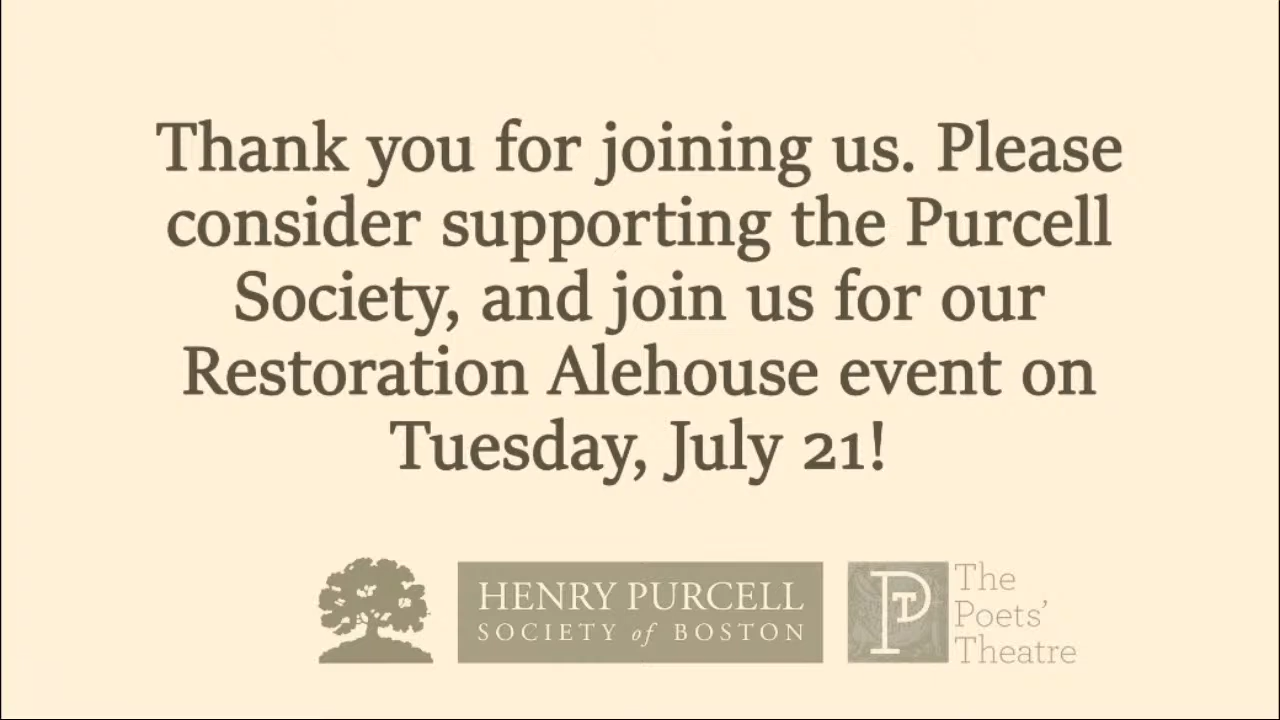 Thank you for joining us. Please
consider supporting the Purcell
Society, and join us for our
Restoration Alehouse event on
Tuesday, July 21!
HENRY PURCELL
SOCIETY of BOSTON
PT
The
Poets'
Theatre